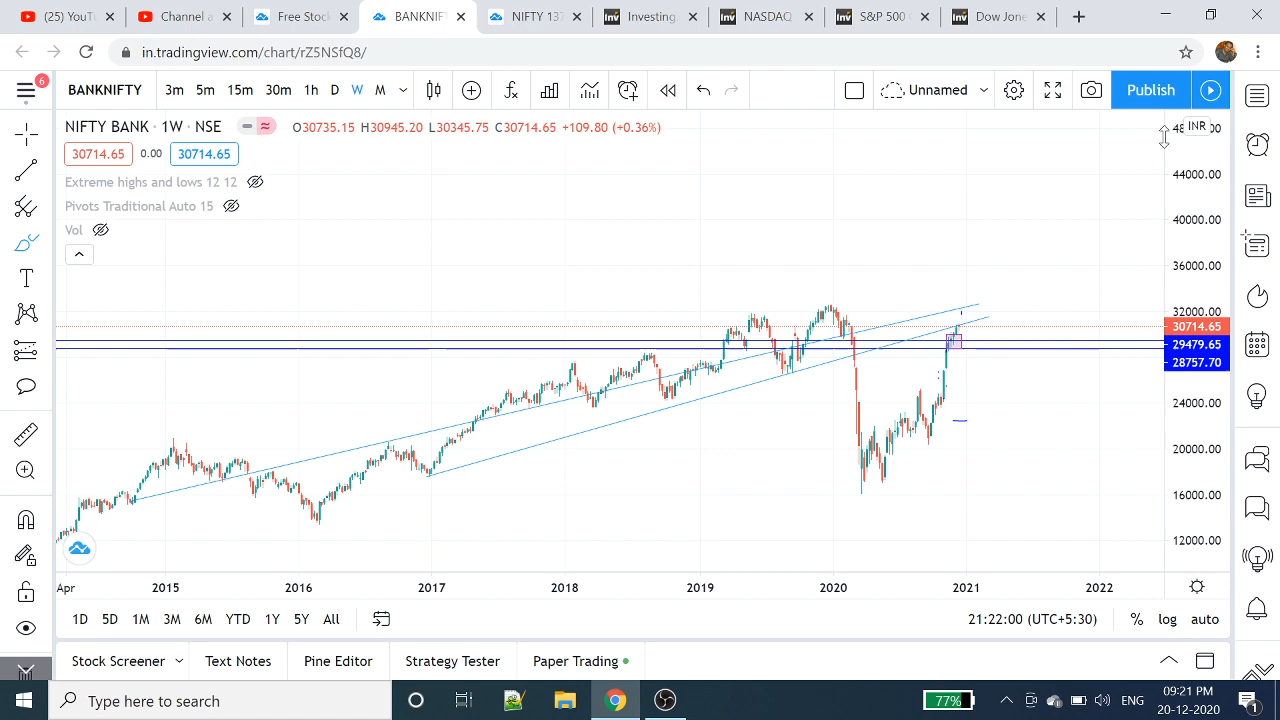 (25) YouT
Channel a
Free Stoc
BANKNIFT
NIFTY 137
Investing.
NASDAQ
S&P 500 (
Dow Jone
in.tradingview.com/chart/rZ5NSfQ8/
6
BANKNIFTY
3m 5m 15m 30m 1h D W M
Unnamed
Publish
NIFTY BANK · 1W · NSE
O30735.15 H30945.20 L30345.75 C30714.65 +109.80 (+0.36%)
INR
30714.65 0.00 30714.65
Extreme highs and lows 12 12
Pivots Traditional Auto 15
Vol
44000.00
40000.00
36000.00
32000.00
30714.65
29479.65
28757.70
24000.00
20000.00
16000.00
12000.00
Apr 2015 2016 2017 2018 2019 2020 2021 2022
1D 5D 1M 3M 6M YTD 1Y 5Y All
21:22:00 (UTC+5:30)
% log auto
Stock Screener
Text Notes
Pine Editor
Strategy Tester
Paper Trading
Type here to search
77%
ENG
09:21 PM
20-12-2020